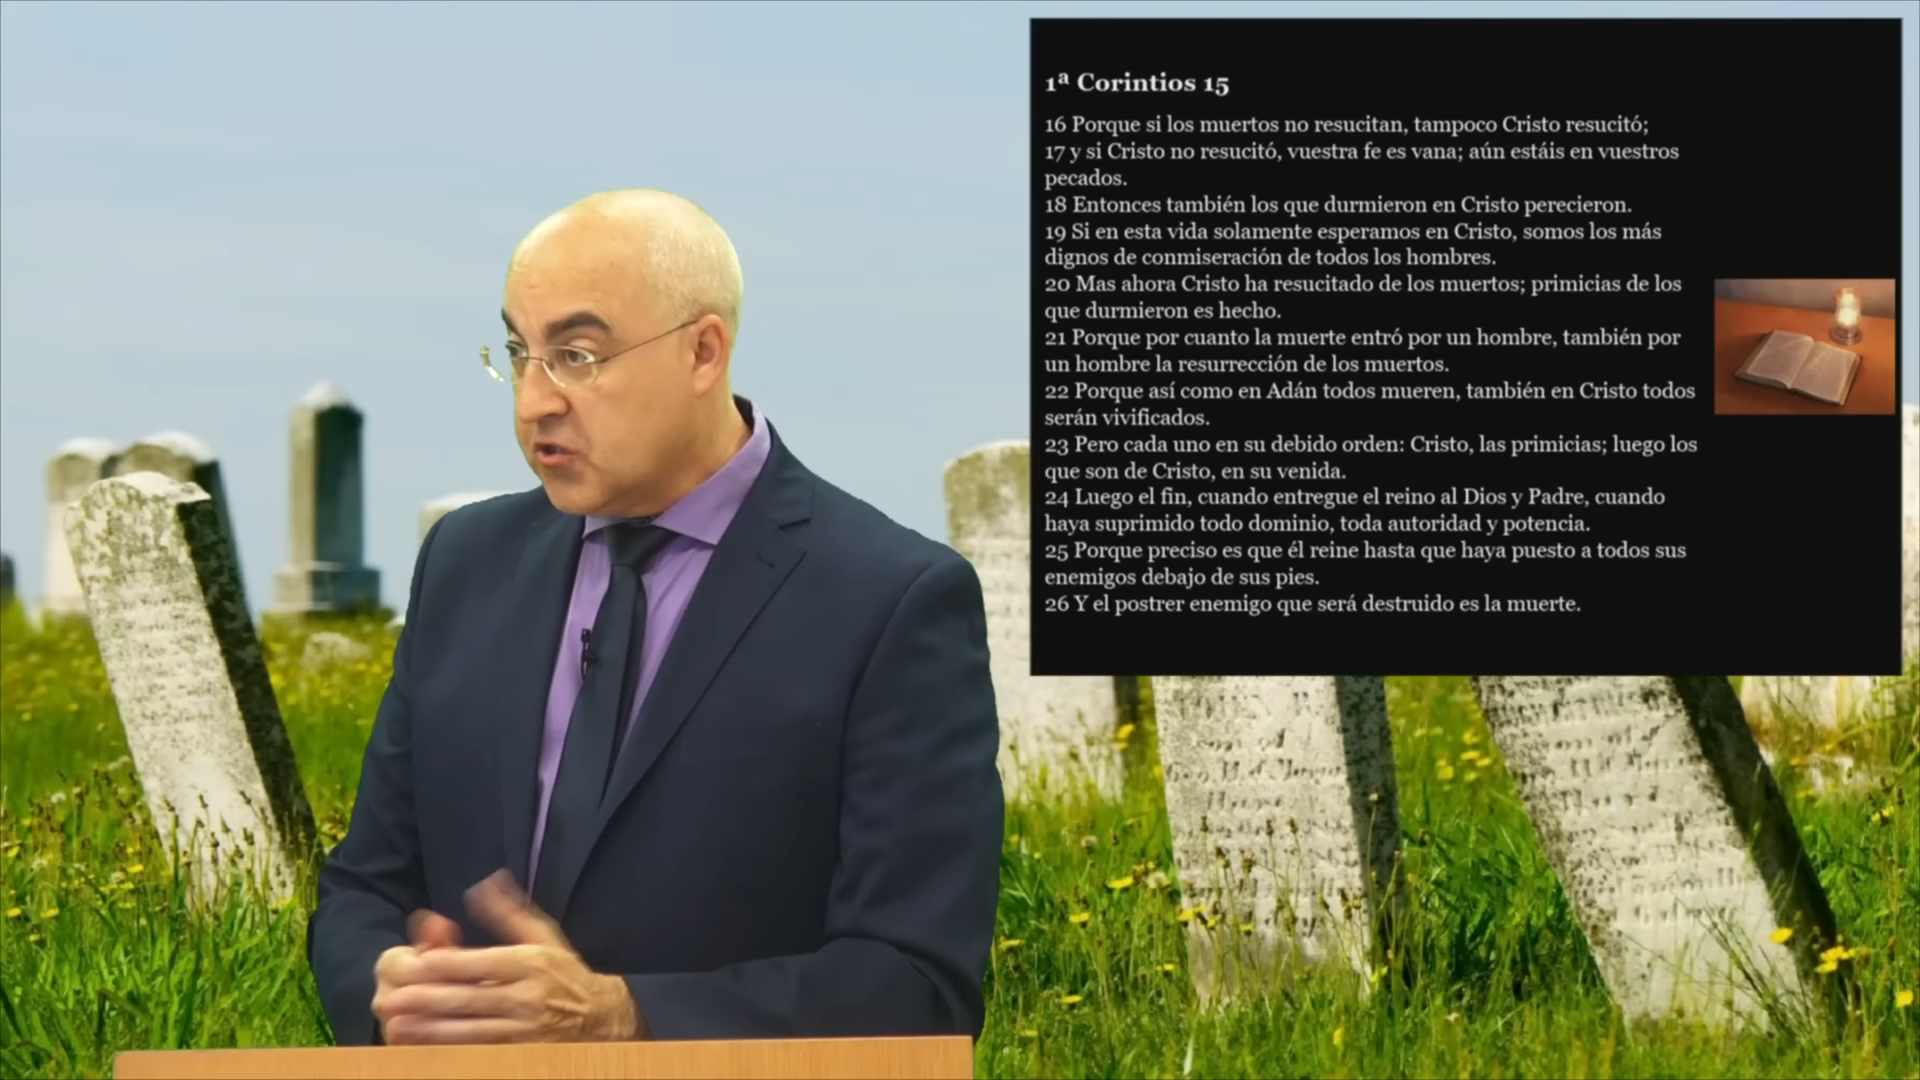 1ª Corintios 15
16 Porque si los muertos no resucitan, tampoco Cristo resucitó;
17 y si Cristo no resucitó, vuestra fe es vana; aún estáis en vuestros
pecados.
18 Entonces también los que durmieron en Cristo perecieron.
19 Si en esta vida solamente esperamos en Cristo, somos los más
dignos de conmiseración de todos los hombres.
20 Mas ahora Cristo ha resucitado de los muertos; primicias de los
que durmieron es hecho.
21 Porque por cuanto la muerte entró por un hombre, también por
un hombre la resurrección de los muertos.
22 Porque así como en Adán todos mueren, también en Cristo todos
serán vivificados.
23 Pero cada uno en su debido orden: Cristo, las primicias; luego los
que son de Cristo, en su venida.
24 Luego el fin, cuando entregue el reino al Dios y Padre, cuando
haya suprimido todo dominio, toda autoridad y potencia.
25 Porque preciso es que él reine hasta que haya puesto a todos sus
enemigos debajo de sus pies.
26 Y el postrer enemigo que será destruido es la muerte.